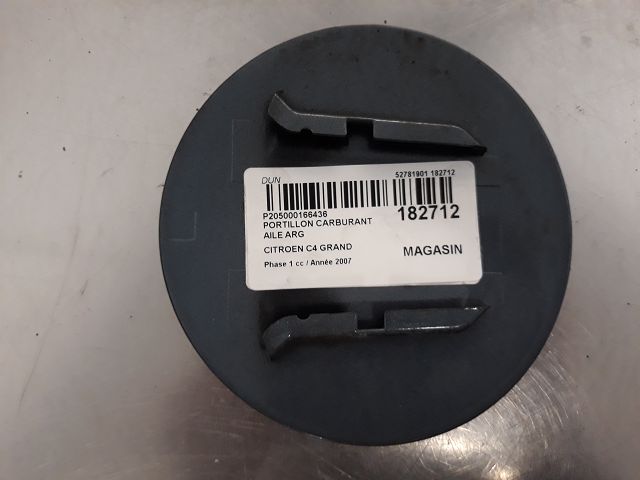 DUN
52781901 182712
P205000166436
182712
PORTILLON CARBURANT
AILE ARG
CITROEN C4 GRAND
MAGASIN
Phase 1 cc / Année 2007